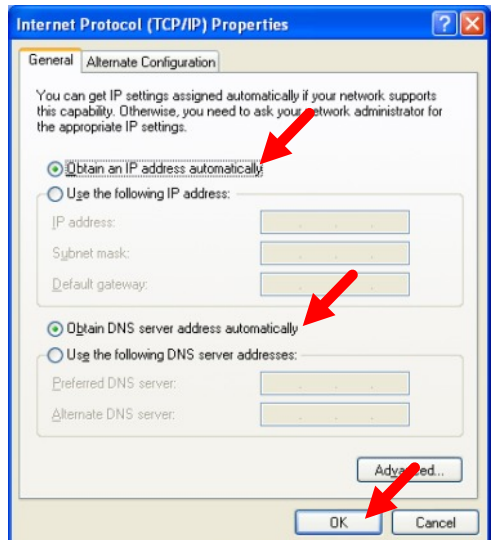 Internet Protocol (TCP/IP) Properties
General Alternate Configuration
You can get IP settings assigned automatically if your network supports
this capability. Otherwise, you need to ask your network administrator for
the appropriate IP settings.
Obtain an IP address automatically
Use the following IP address:
IP address:
Subnet mask:
Default gateway:
Obtain DNS server address automatically
Use the following DNS server addresses:
Preferred DNS server:
Alternate DNS server:
Advanced...
OK Cancel